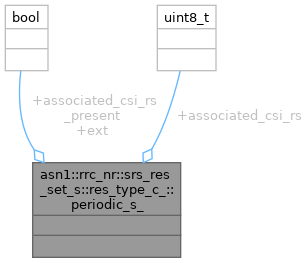 bool
uint8_t
+associated_csi_rs
_present
+ext
+associated_csi_rs
asn1::rrc_nr::srs_res
_set_s::res_type_c_::
periodic_s_